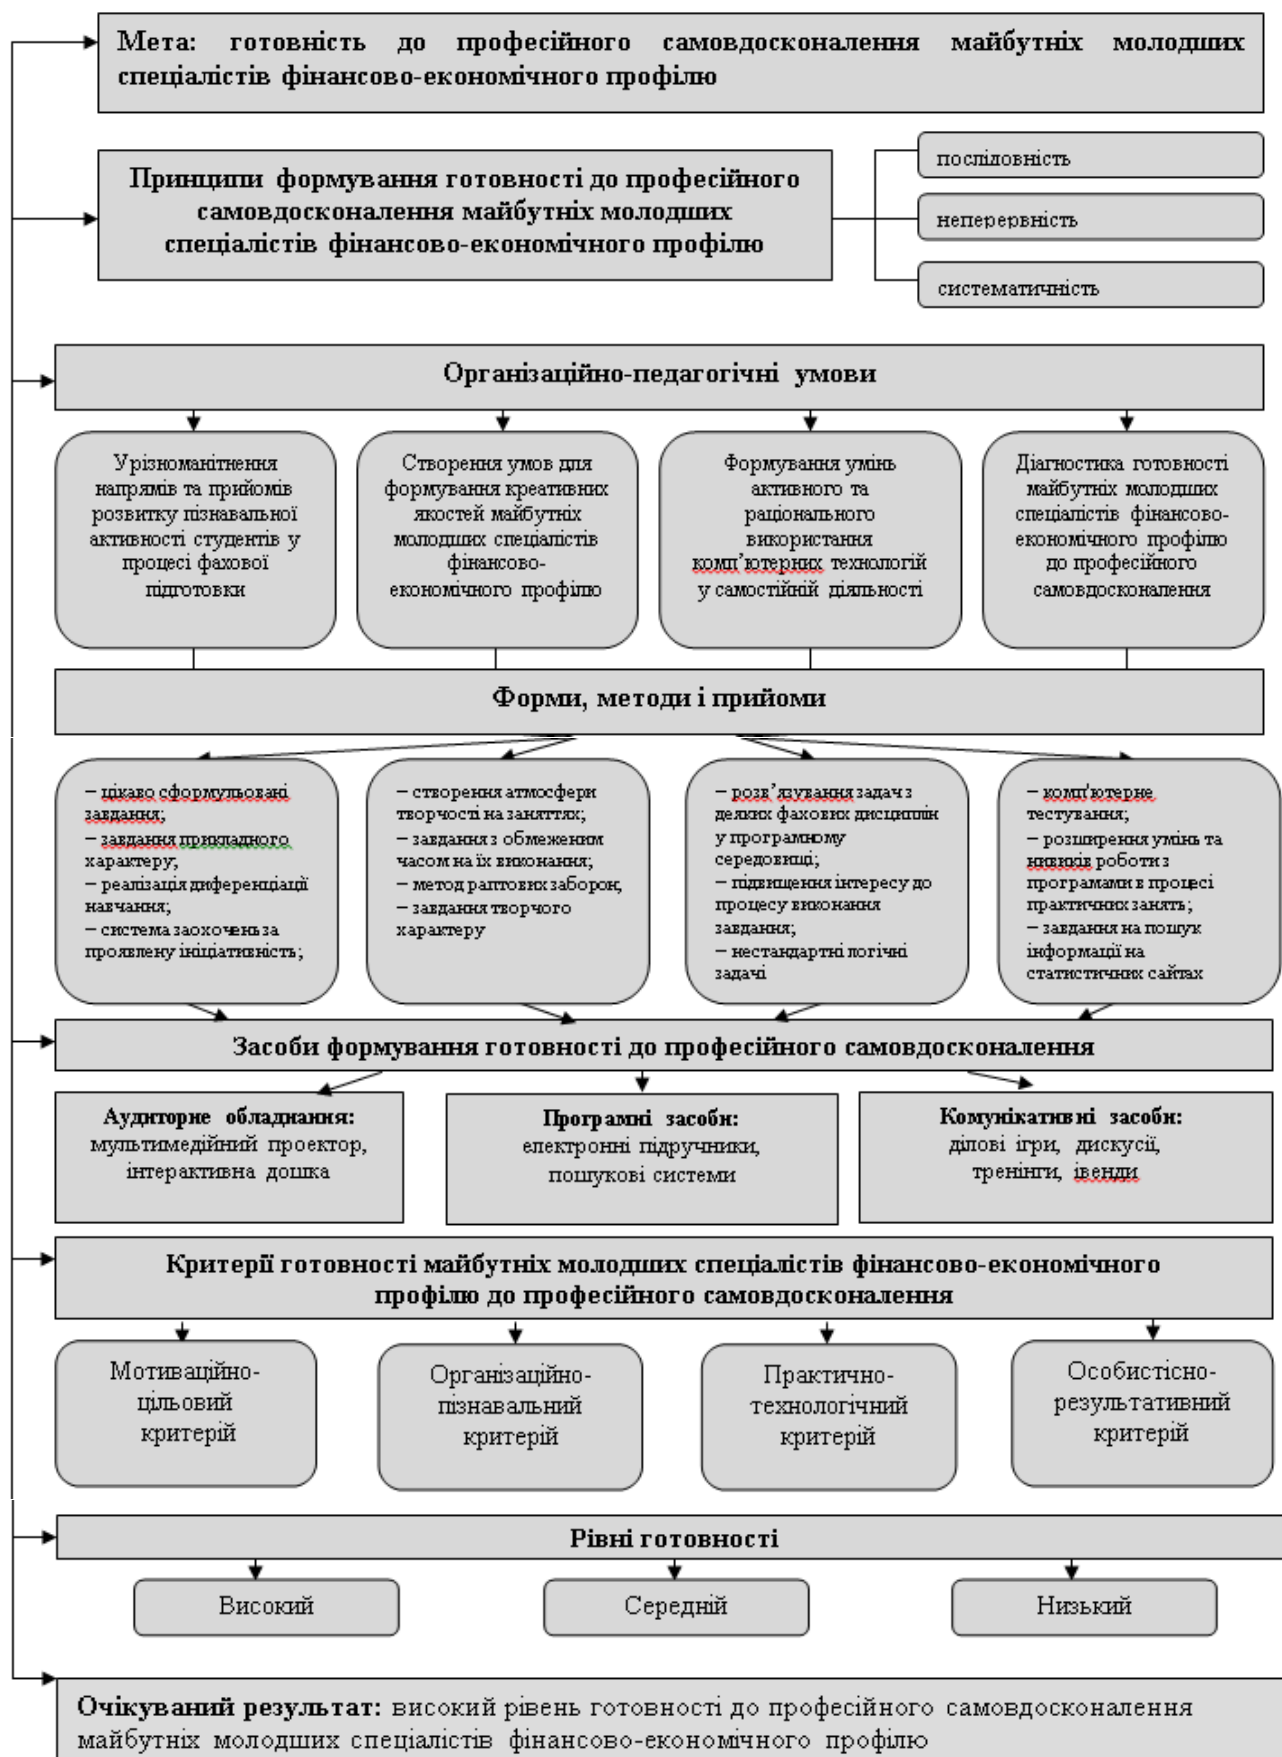 Мета: готовність до професійного самовдосконалення майбутніх молодших
спеціалістів фінансово-економічного профілю
Принципи формування готовності до професійного
самовдосконалення майбутніх молодших
спеціалістів фінансово-економічного профілю
послідовність
неперервність
систематичність
Організаційно-педагогічні умови
Урізноманітнення
напрямів та прийомів
розвитку пізнавальної
активності студентів у
процесі фахової
підготовки
Створення умов для
формування креативних
якостей майбутніх
молодших спеціалістів
фінансово-
економічного профілю
Формування умінь
активного та
раціонального
використання
комп’ютерних технологій
у самостійній діяльності
Діагностика готовності
майбутніх молодших
спеціалістів фінансово-
економічного профілю
до професійного
самовдосконалення
Форми, методи і прийоми
– цікаво сформульовані
завдання;
– завдання прикладного
характеру;
– реалізація диференціації
навчання;
– система заохочень за
проявлену ініціативність;
– створення атмосфери
творчості на заняттях;
– завдання з обмеженим
часом на їх виконання;
– метод раптових заборон;
– завдання творчого
характеру
– розв’язування задач з
деяких фахових дисциплін
у програмному
середовищі;
– підвищення інтересу до
процесу виконання
завдання;
– нестандартні логічні
задачі
– комп'ютерне
тестування;
– розширення умінь та
нивиків роботи з
програмами в процесі
практичних занять;
– завдання на пошук
інформації на
статистичних сайтах
Засоби формування готовності до професійного самовдосконалення
Аудиторне обладнання:
мультимедійний проектор,
інтерактивна дошка
Програмні засоби:
електронні підручники,
пошукові системи
Комунікативні засоби:
ділові ігри, дискусії,
тренінги, івенди
Критерії готовності майбутніх молодших спеціалістів фінансово-економічного
профілю до професійного самовдосконалення
Мотиваційно-
цільовий
критерій
Організаційно-
пізнавальний
критерій
Практично-
технологічний
критерій
Особистісно-
результативний
критерій
Рівні готовності
Високий
Середній
Низький
Очікуваний результат: високий рівень готовності до професійного самовдосконалення
майбутніх молодших спеціалістів фінансово-економічного профілю